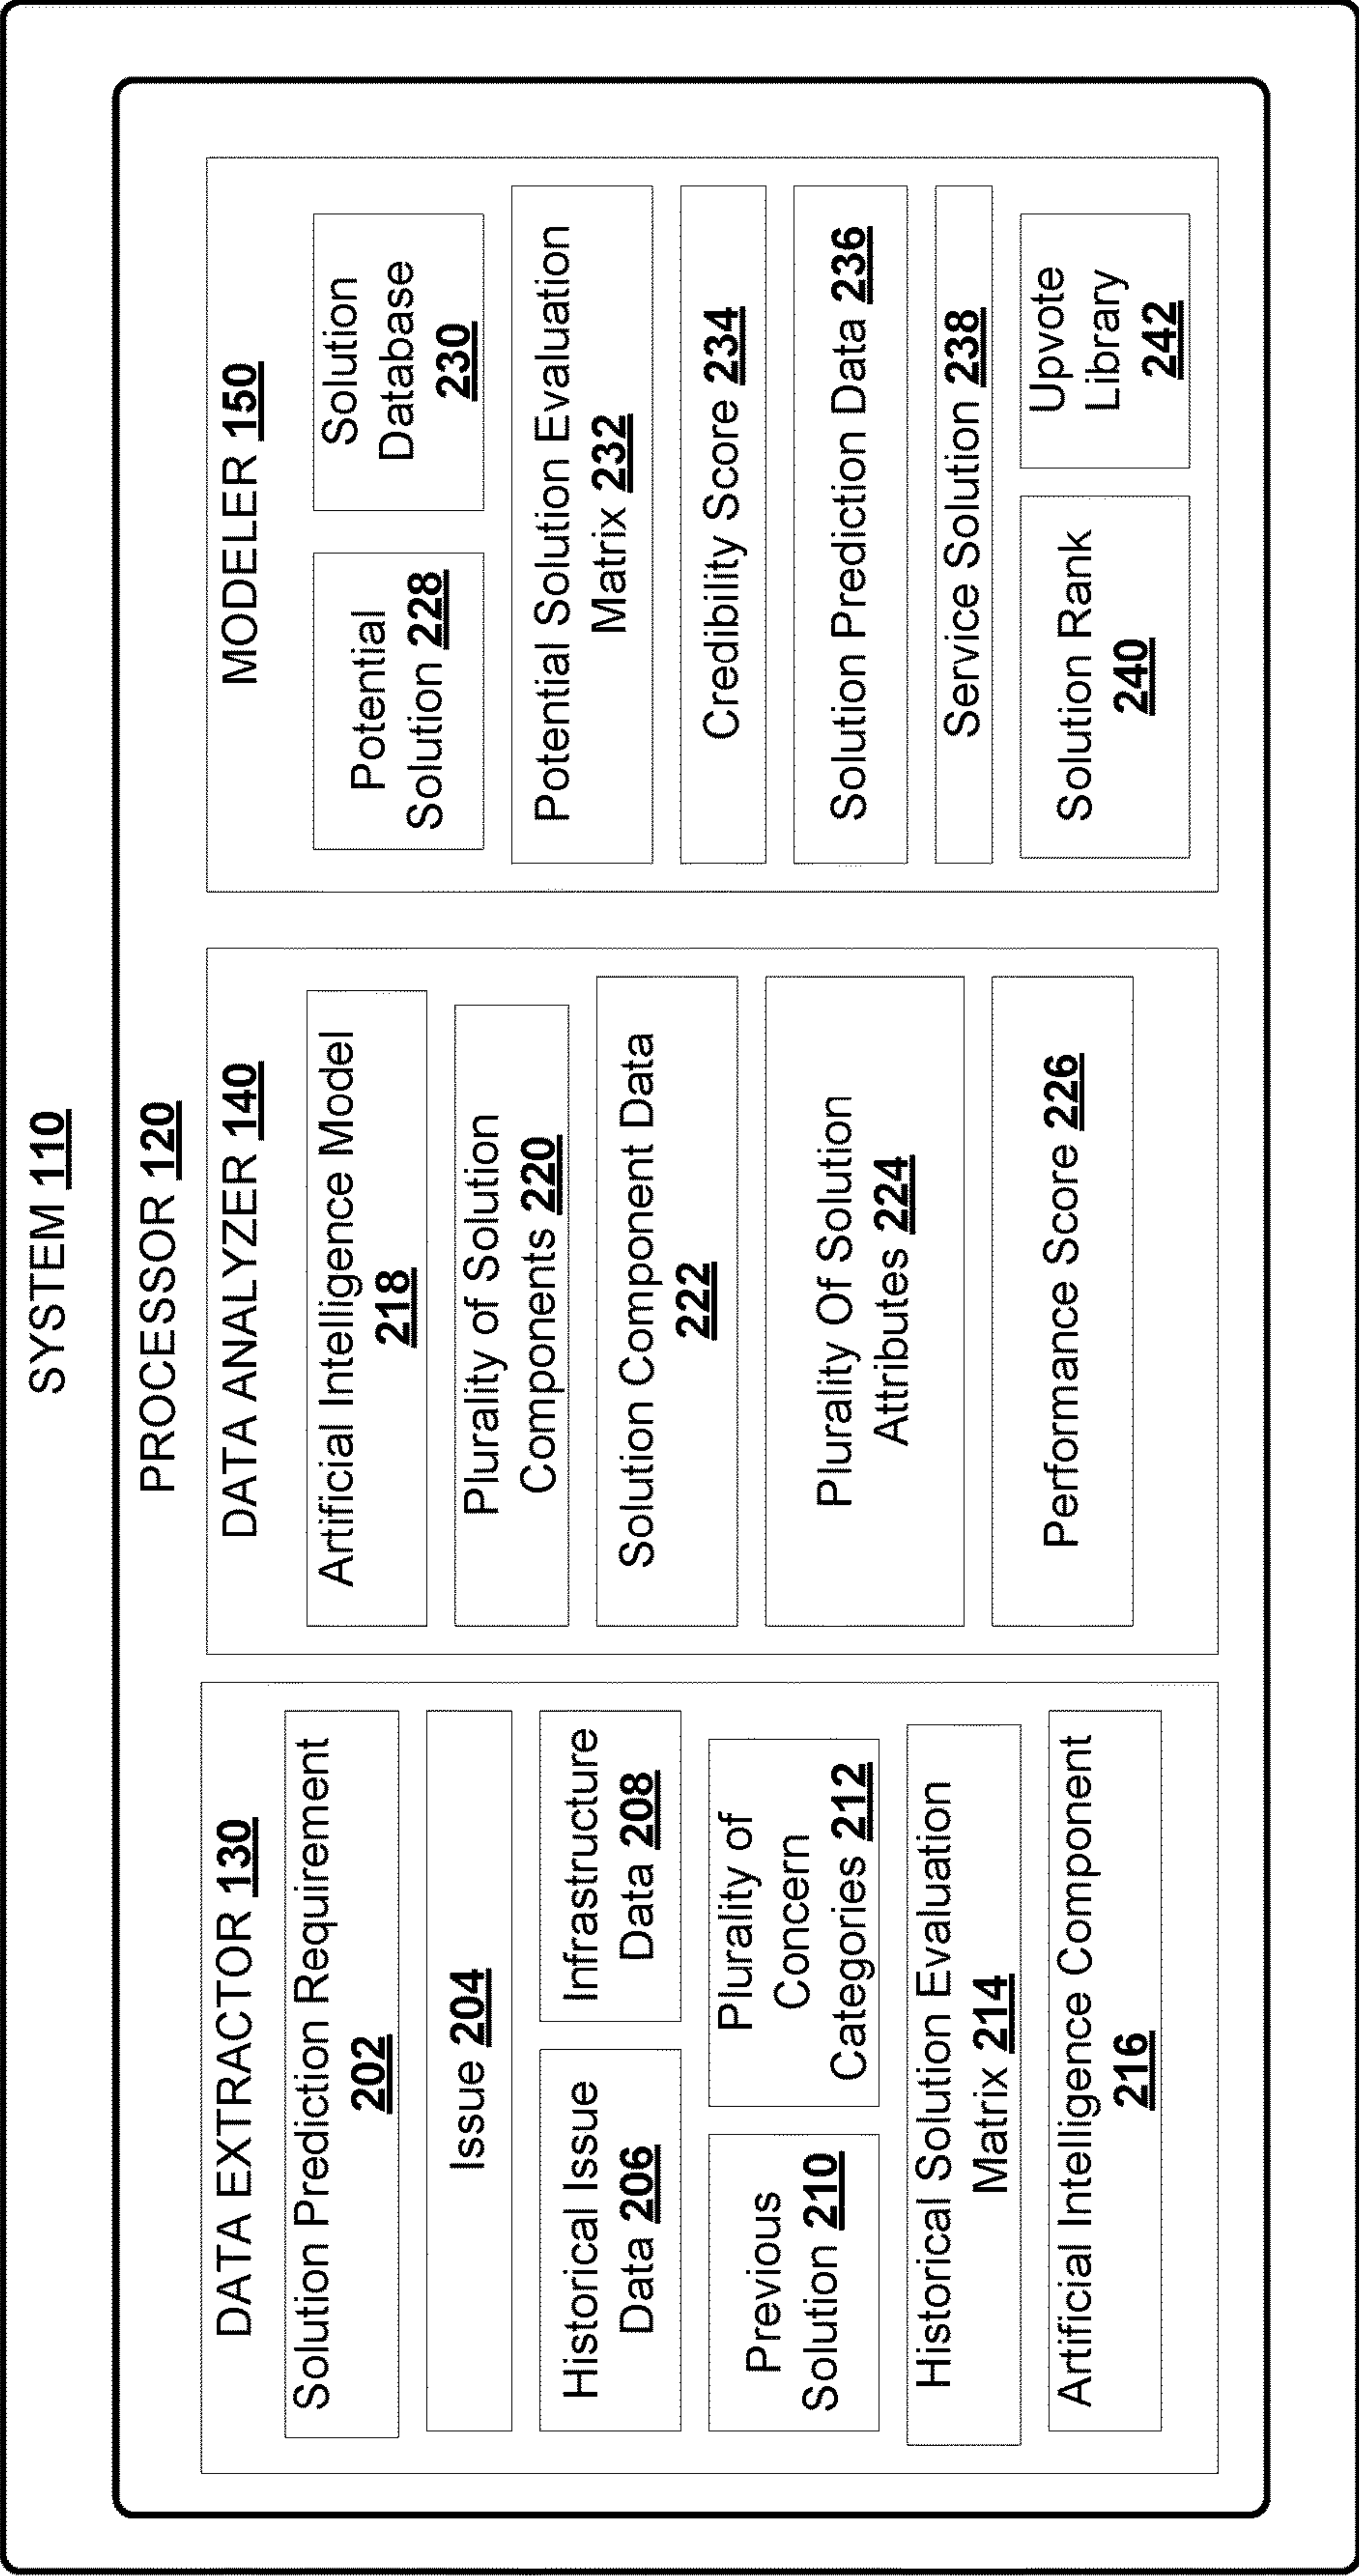 SYSTEM 110
PROCESSOR 120
DATA EXTRACTOR 130
Solution Prediction Requirement
202
Issue 204
Historical Issue
Data 206
Infrastructure
Data 208
Previous
Solution 210
Plurality of
Concern
Categories 212
Historical Solution Evaluation
Matrix 214
Artificial Intelligence Component
216
DATA ANALYZER 140
Artificial Intelligence Model
218
Plurality of Solution
Components 220
Solution Component Data
222
Plurality Of Solution
Attributes 224
Performance Score 226
MODELER 150
Potential
Solution 228
Solution
Database
230
Potential Solution Evaluation
Matrix 232
Credibility Score 234
Solution Prediction Data 236
Service Solution 238
Solution Rank
240
Upvote
Library
242